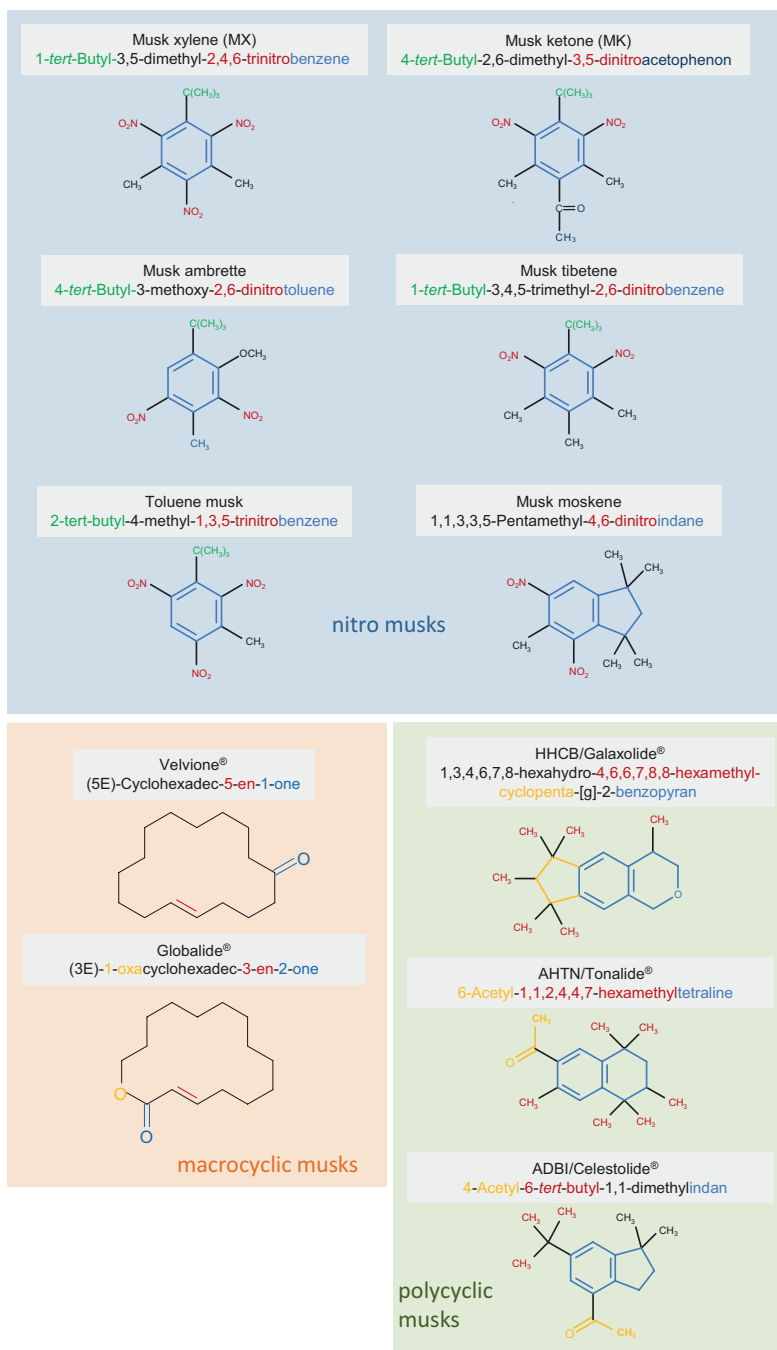 Musk xylene (MX)
1-tert-Butyl-3,5-dimethyl-2,4,6-trinitrobenzene
C(CH₃)₃
O₂N
NO₂
CH₃
CH₃
NO₂
Musk ketone (MK)
4-tert-Butyl-2,6-dimethyl-3,5-dinitroacetophenon
C(CH₃)₃
NO₂
NO₂
CH₃
CH₃
C=O
CH₃
Musk ambrette
4-tert-Butyl-3-methoxy-2,6-dinitrotoluene
C(CH₃)₃
OCH₃
O₂N
NO₂
CH₃
Musk tibetene
1-tert-Butyl-3,4,5-trimethyl-2,6-dinitrobenzene
C(CH₃)₃
O₂N
NO₂
CH₃
CH₃
CH₃
Toluene musk
2-tert-butyl-4-methyl-1,3,5-trinitrobenzene
C(CH₃)₃
O₂N
NO₂
CH₃
NO₂
Musk moskene
1,1,3,3,5-Pentamethyl-4,6-dinitroindane
CH₃
CH₃
NO₂
CH₃
NO₂
CH₃
CH₃
nitro musks
Velvione®
(5E)-Cyclohexadec-5-en-1-one
O
Globalide®
(3E)-1-oxacyclohexadec-3-en-2-one
O
O
macrocyclic musks
HHCB/Galaxolide®
1,3,4,6,7,8-hexahydro-4,6,6,7,8,8-hexamethyl-
cyclopenta-[g]-2-benzopyran
CH₃
CH₃
CH₃
CH₃
O
CH₃
CH₃
AHTN/Tonalide®
6-Acetyl-1,1,2,4,4,7-hexamethyltetraline
CH₃
CH₃
CH₃
O
CH₃
CH₃
CH₃
CH₃
ADBI/Celestolide®
4-Acetyl-6-tert-butyl-1,1-dimethylindan
CH₃
CH₃
CH₃
CH₃
CH₃
O
CH₃
polycyclic
musks